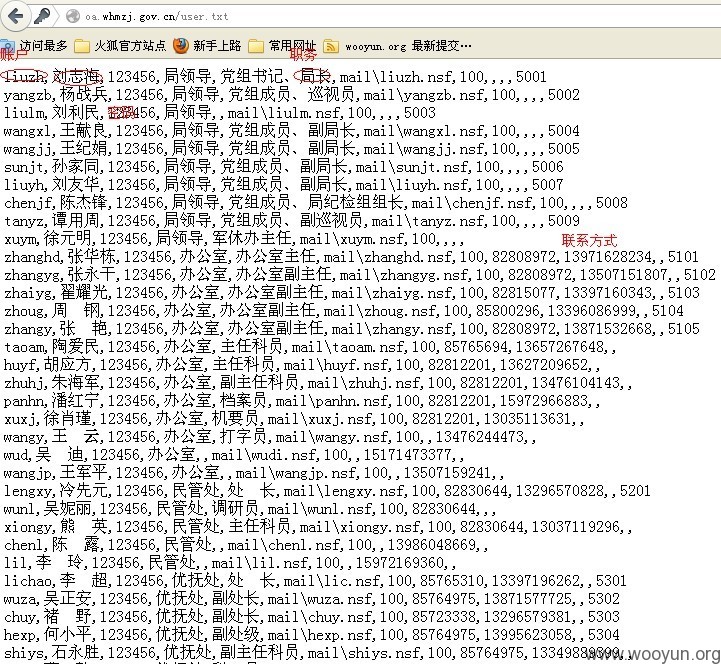 oa.whmzj.gov.cn/user.txt
访问最多 火狐官方站点 新手上路 常用网址 wooyun.org 最新提交…
账户 职务
liuzh,刘志海,123456,局领导,党组书记、局长,mail\liuzh.nsf,100,,,,5001
yangzb,杨战兵,123456,局领导,党组成员、巡视员,mail\yangzb.nsf,100,,,,5002
liulm,刘利民,123456,局领导,,mail\liulm.nsf,100,,,,5003
密码
wangxl,王献良,123456,局领导,党组成员、副局长,mail\wangxl.nsf,100,,,,5004
wangjj,王纪娟,123456,局领导,党组成员、副局长,mail\wangjj.nsf,100,,,,5005
sunjt,孙家同,123456,局领导,党组成员、副局长,mail\sunjt.nsf,100,,,,5006
liuyh,刘友华,123456,局领导,党组成员、副局长,mail\liuyh.nsf,100,,,,5007
chenjf,陈杰锋,123456,局领导,党组成员、局纪检组组长,mail\chenjf.nsf,100,,,,5008
tanyz,谭用周,123456,局领导,党组成员、副巡视员,mail\tanyz.nsf,100,,,,5009
xuym,徐元明,123456,局领导,军休办主任,mail\xuym.nsf,100,,,,
联系方式
zhanghd,张华栋,123456,办公室,办公室主任,mail\zhanghd.nsf,100,82808972,13971628234,,5101
zhangyg,张永干,123456,办公室,办公室副主任,mail\zhangyg.nsf,100,82808972,13507151807,,5102
zhaiyg,翟耀光,123456,办公室,办公室副主任,mail\zhaiyg.nsf,100,82815077,13397160343,,5103
zhoug,周　钢,123456,办公室,办公室副主任,mail\zhoug.nsf,100,85800296,13396086999,,5104
zhangy,张　艳,123456,办公室,办公室副主任,mail\zhangy.nsf,100,82808972,13871532668,,5105
taoam,陶爱民,123456,办公室,主任科员,mail\taoam.nsf,100,85765694,13657267648,,
huyf,胡应方,123456,办公室,主任科员,mail\huyf.nsf,100,82812201,13627209652,,
zhuhj,朱海军,123456,办公室,副主任科员,mail\zhuhj.nsf,100,82812201,13476104143,,
panhn,潘红宁,123456,办公室,档案员,mail\panhn.nsf,100,82812201,15972966883,,
xuxj,徐肖瑾,123456,办公室,机要员,mail\xuxj.nsf,100,82812201,13035113631,,
wangy,王　云,123456,办公室,打字员,mail\wangy.nsf,100,,13476244473,,
wud,吴　迪,123456,办公室,,mail\wudi.nsf,100,,15171473377,,
wangjp,王军平,123456,办公室,,mail\wangjp.nsf,100,,13507159241,,
lengxy,冷先元,123456,民管处,处　长,mail\lengxy.nsf,100,82830644,13296570828,,5201
wunl,吴妮丽,123456,民管处,调研员,mail\wunl.nsf,100,82830644,,,
xiongy,熊　英,123456,民管处,主任科员,mail\xiongy.nsf,100,82830644,13037119296,,
chenl,陈　露,123456,民管处,,mail\chenl.nsf,100,,13986048669,,
lil,李　玲,123456,民管处,,mail\lil.nsf,100,,15972169360,,
lichao,李　超,123456,优抚处,处　长,mail\lic.nsf,100,85765310,13397196262,,5301
wuza,吴正安,123456,优抚处,副处长,mail\wuza.nsf,100,85764975,13871577725,,5302
chuy,褚　野,123456,优抚处,副处长,mail\chuy.nsf,100,85723338,13296579381,,5303
hexp,何小平,123456,优抚处,副处级,mail\hexp.nsf,100,85764975,13995623058,,5304
shiys,石永胜,123456,优抚处,主任科员,mail\shiys.nsf,100,85764975,
www.wooyun.org